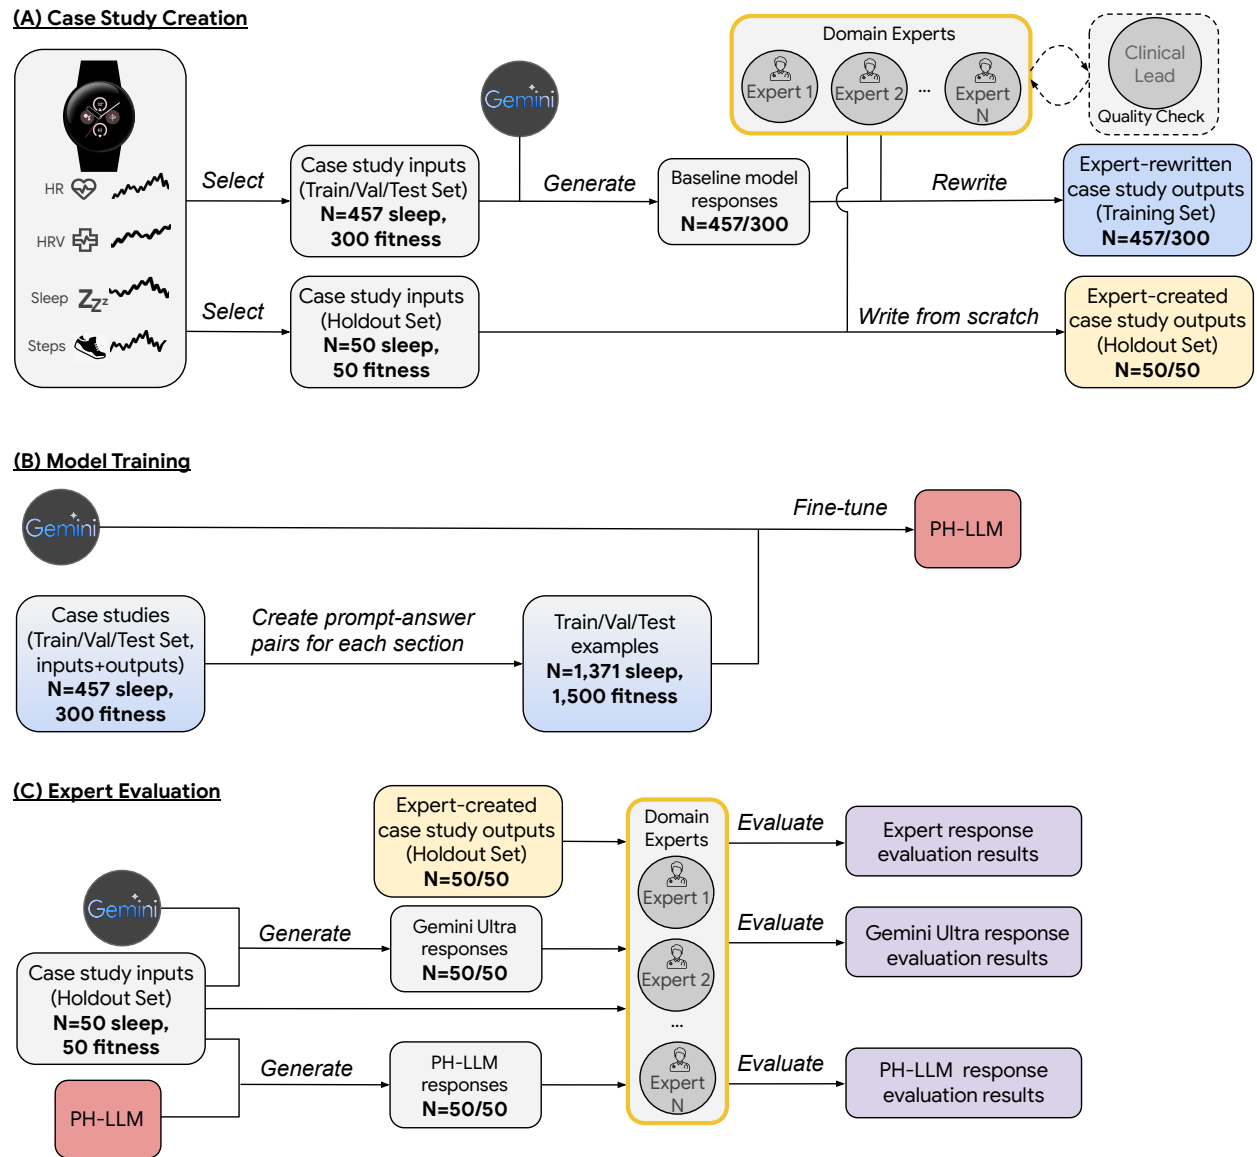 (A) Case Study Creation
HR
HRV
Sleep
ZZz
Steps
Select
Select
Case study inputs
(Train/Val/Test Set)
N=457 sleep,
300 fitness
Case study inputs
(Holdout Set)
N=50 sleep,
50 fitness
Gemini
Generate
Baseline model
responses
N=457/300
Domain Experts
Expert 1
Expert 2
...
Expert
N
Clinical
Lead
Quality Check
Rewrite
Write from scratch
Expert-rewritten
case study outputs
(Training Set)
N=457/300
Expert-created
case study outputs
(Holdout Set)
N=50/50
(B) Model Training
Gemini
Fine-tune
PH-LLM
Case studies
(Train/Val/Test Set,
inputs+outputs)
N=457 sleep,
300 fitness
Create prompt-answer
pairs for each section
Train/Val/Test
examples
N=1,371 sleep,
1,500 fitness
(C) Expert Evaluation
Expert-created
case study outputs
(Holdout Set)
N=50/50
Gemini
Generate
Gemini Ultra
responses
N=50/50
Case study inputs
(Holdout Set)
N=50 sleep,
50 fitness
PH-LLM
Generate
PH-LLM
responses
N=50/50
Domain
Experts
Expert 1
Expert 2
...
Expert
N
Evaluate
Expert response
evaluation results
Evaluate
Gemini Ultra response
evaluation results
Evaluate
PH-LLM response
evaluation results